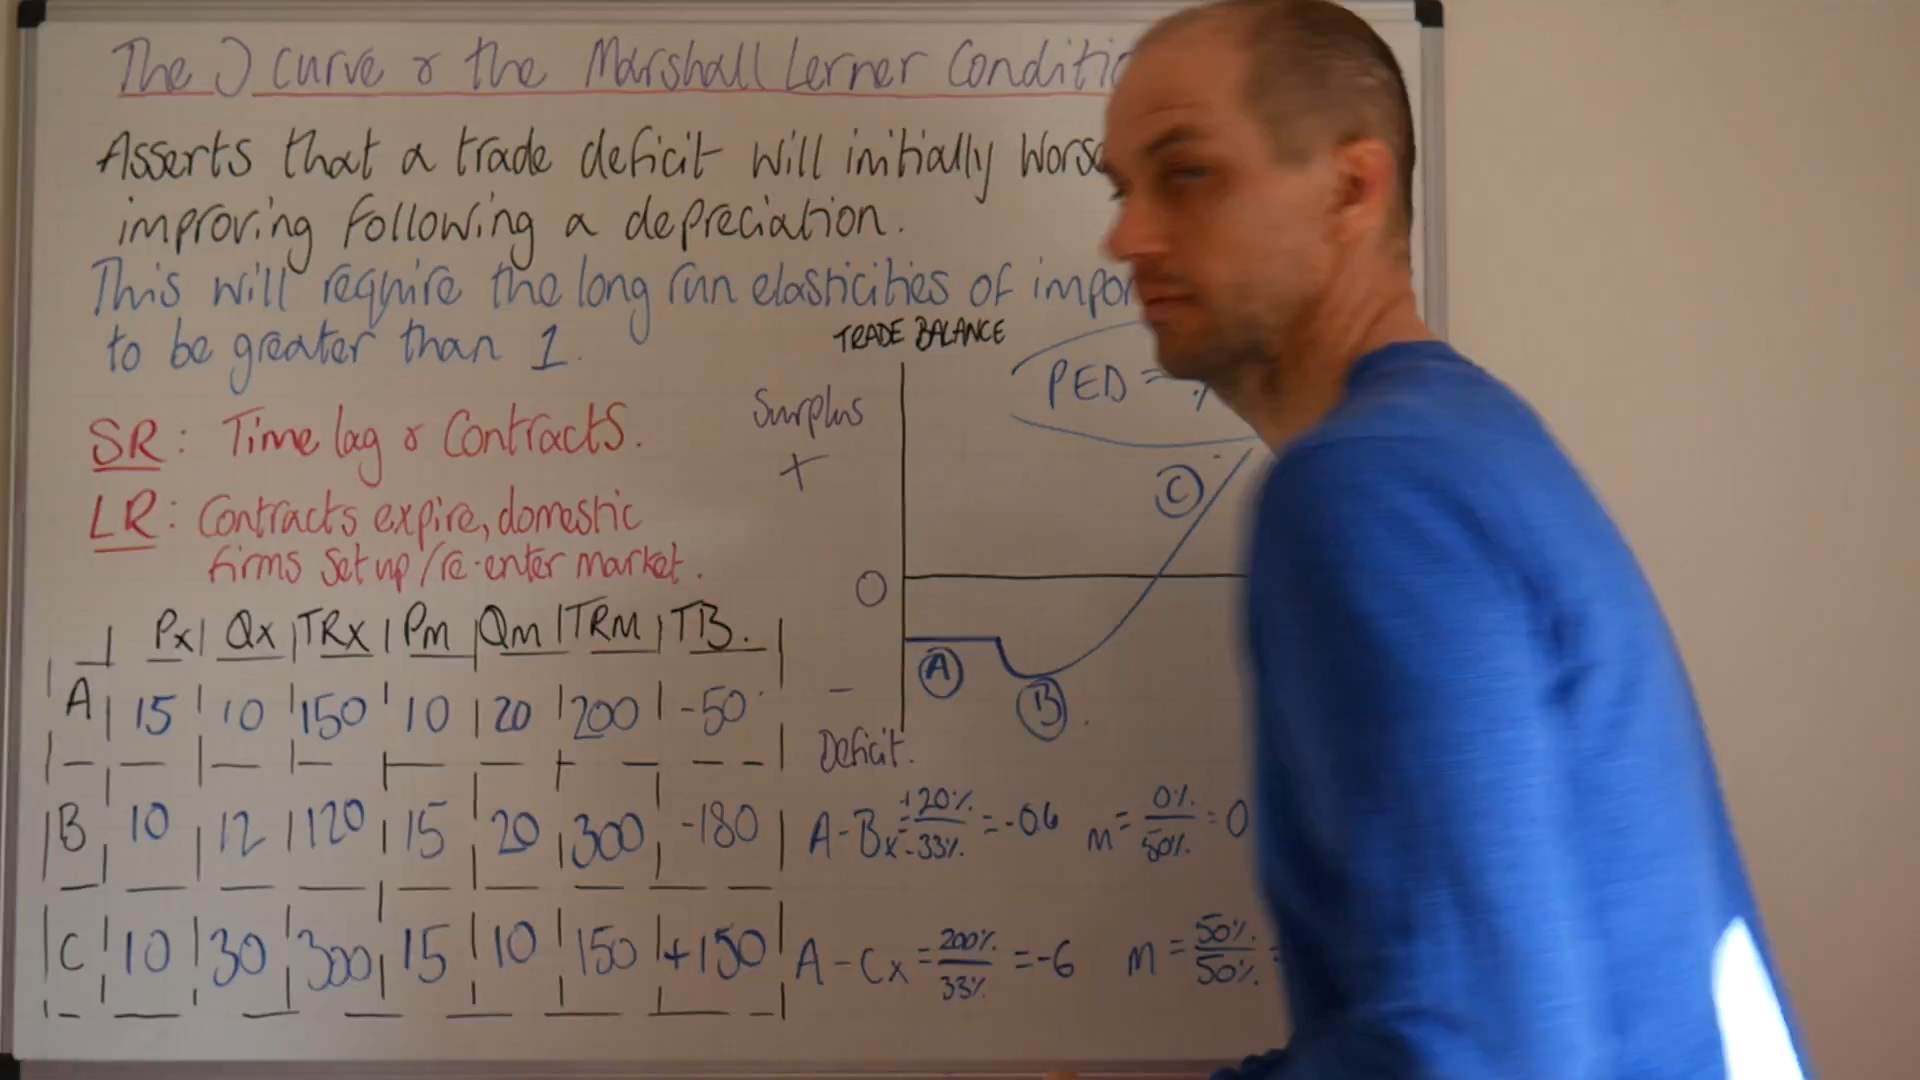 The J curve & the Marshall Lerner Conditio
Asserts that a trade deficit will initially worse
improving following a depreciation.
This will require the long run elasticities of impor
to be greater than 1.
TRADE BALANCE
PED = %
Surplus
+
SR: Time lag & Contracts.
LR: Contracts expire, domestic
firms set up/re-enter market.
C
0
A
B
-
Deficit.
Px Qx TRx Pm Qm TRM TB.
A 15 10 150 10 20 200 -50
B 10 12 120 15 20 300 -180
C 10 30 300 15 10 150 +150
A-Bx = +20% / -33% = -0.6 m = 0% / 50% = 0
A-Cx = 200% / 33% = -6 m = 50% / 50% =